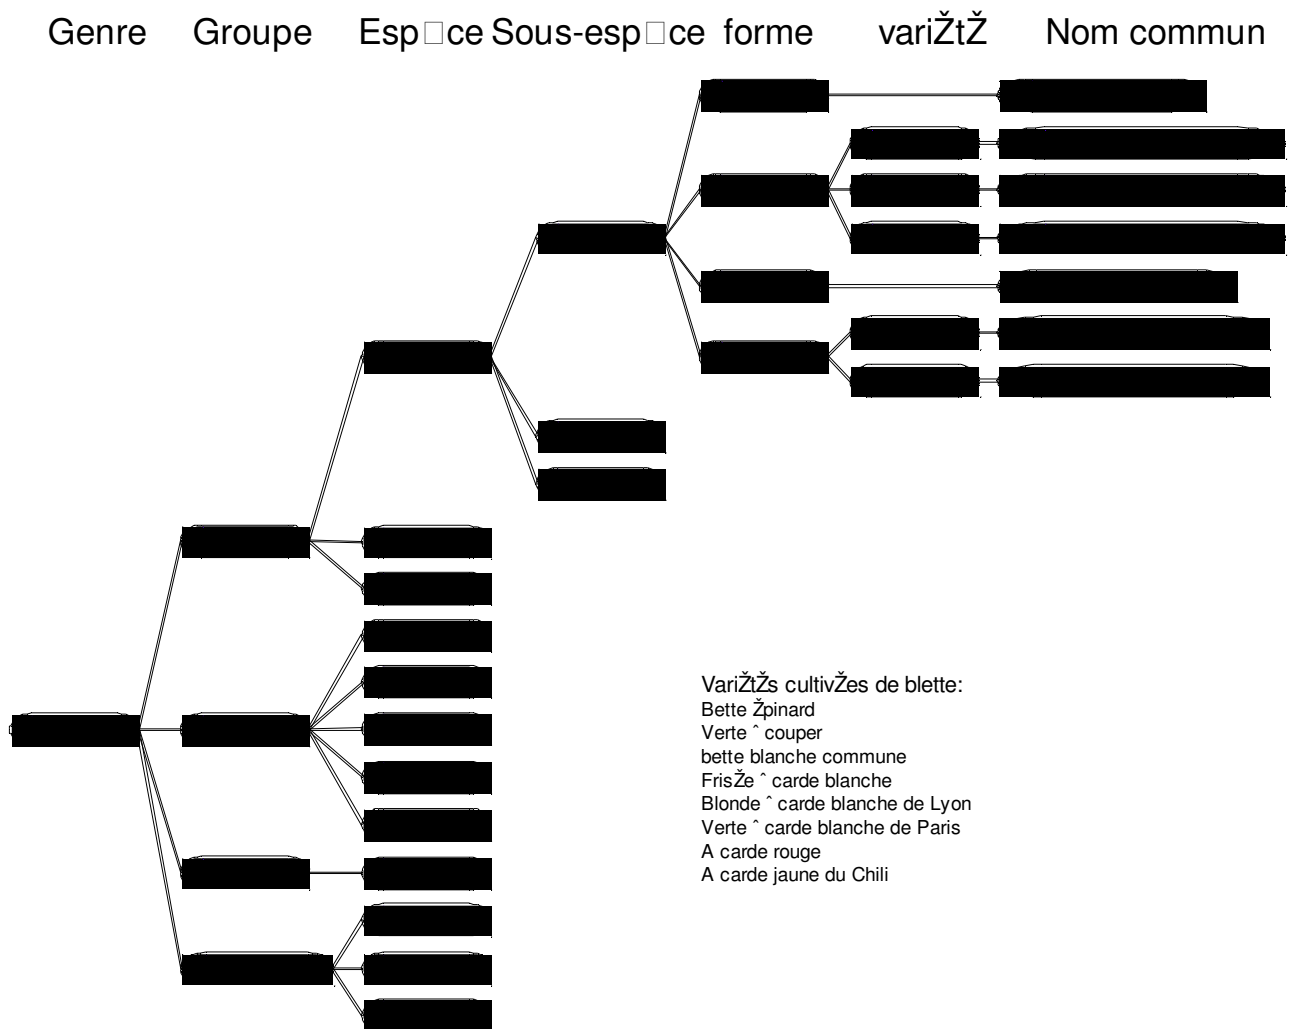 Genre Groupe Esp□ce Sous-esp□ce forme variŽtŽ Nom commun
VariŽtŽs cultivŽes de blette:
Bette Žpinard
Verte ˆ couper
bette blanche commune
FrisŽe ˆ carde blanche
Blonde ˆ carde blanche de Lyon
Verte ˆ carde blanche de Paris
A carde rouge
A carde jaune du Chili